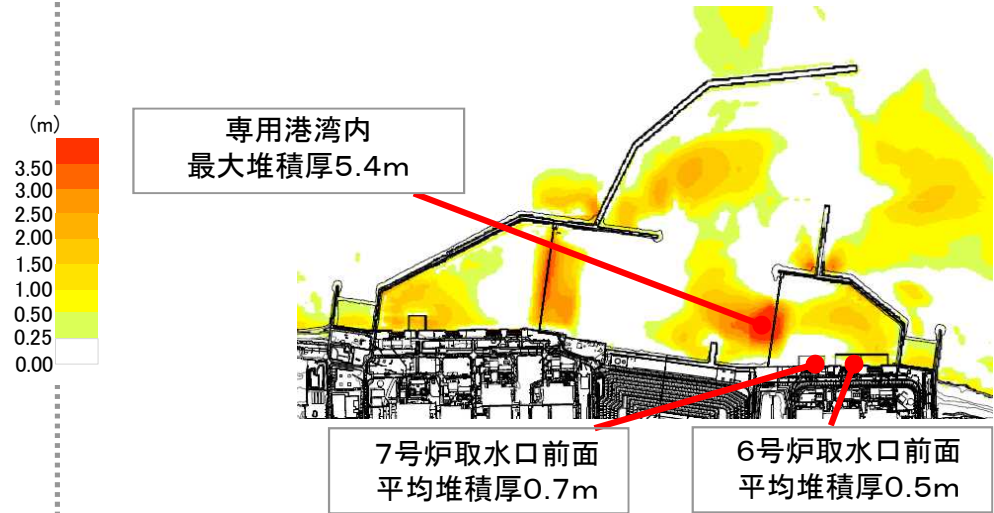 (m)
3.50
3.00
2.50
2.00
1.50
1.00
0.50
0.25
0.00
専用港湾内
最大堆積厚5.4m
7号炉取水口前面
平均堆積厚0.7m
6号炉取水口前面
平均堆積厚0.5m